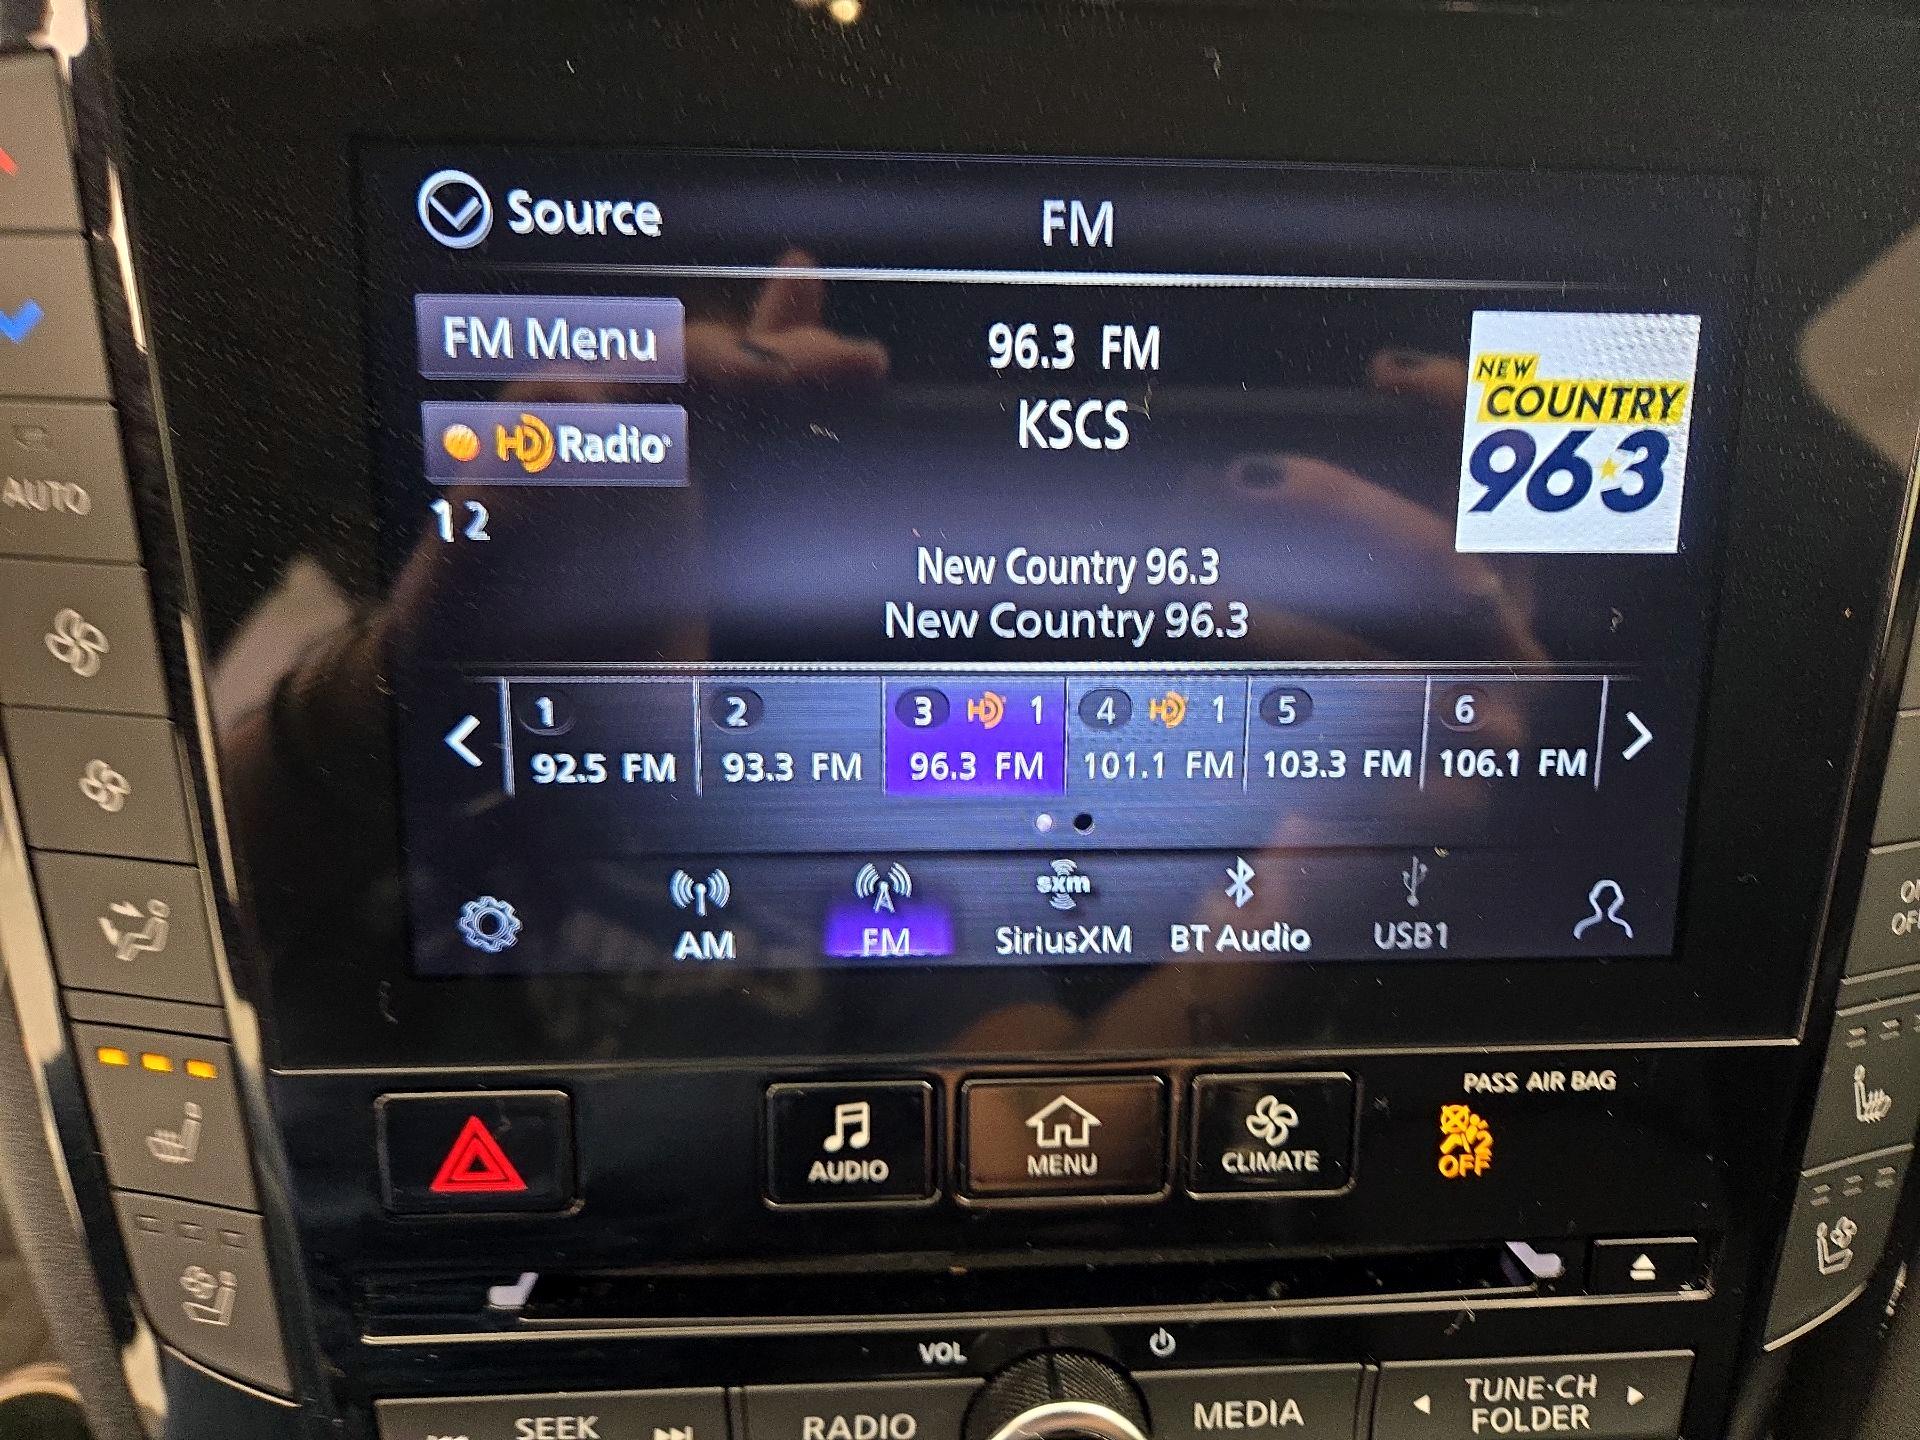 Source
FM
FM Menu
96.3 FM
NEW
COUNTRY
96.3
KSCS
HD Radio
1 2
New Country 96.3
New Country 96.3
1
2
3 HD 1
4 HD 1
5
6
92.5 FM
93.3 FM
96.3 FM
101.1 FM
103.3 FM
106.1 FM
sxm
AM
FM
SiriusXM
BT Audio
USB1
AUTO
PASS AIR BAG
2
OFF
AUDIO
MENU
CLIMATE
VOL
SEEK
RADIO
MEDIA
TUNE·CH
FOLDER